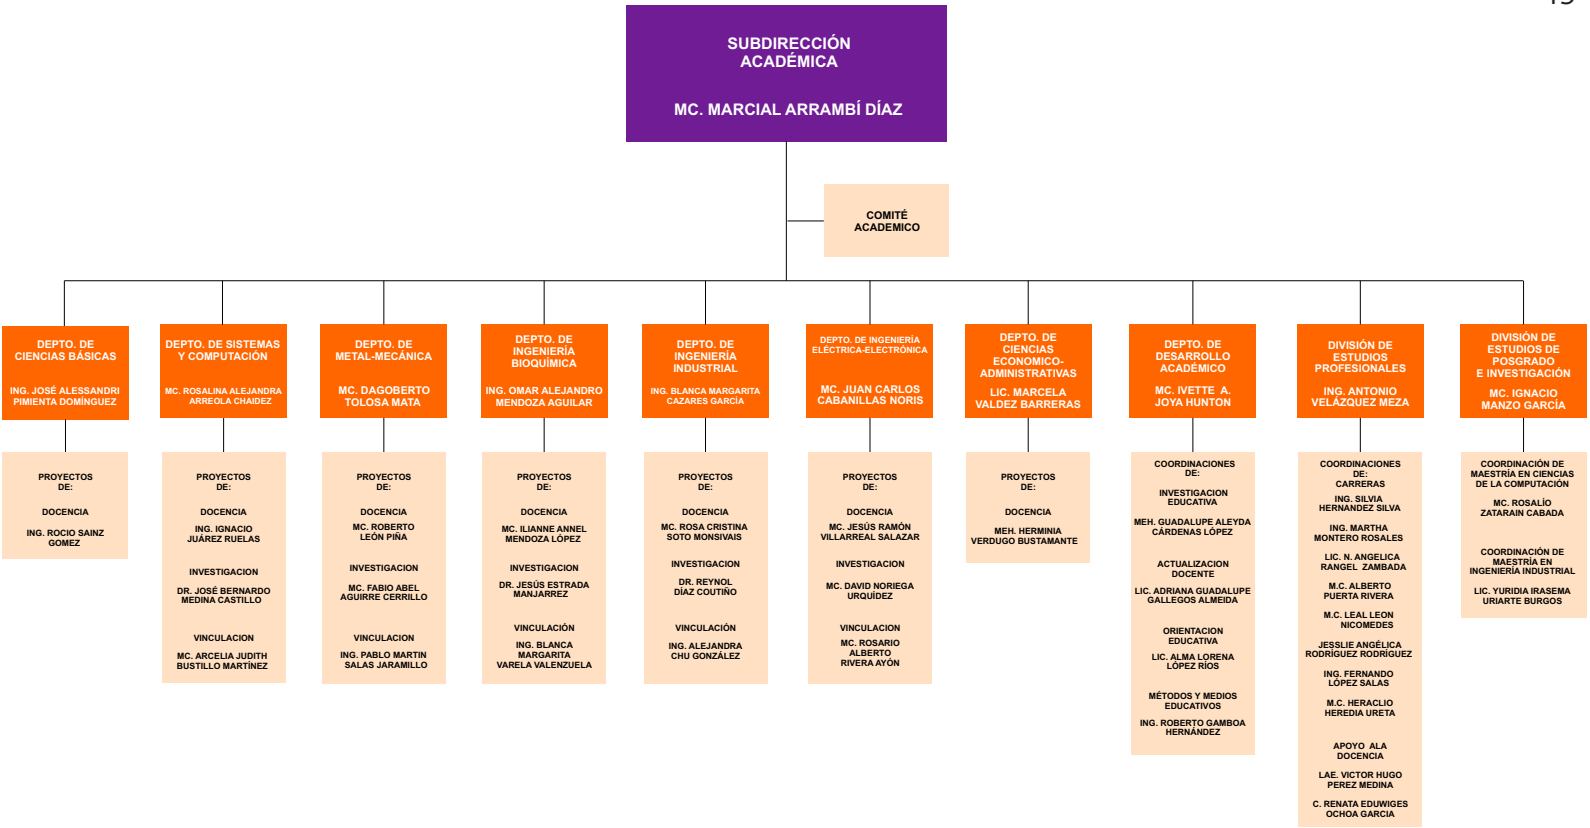 SUBDIRECCIÓN
ACADÉMICA
MC. MARCIAL ARRAMBÍ DÍAZ
COMITÉ
ACADEMICO
DEPTO. DE
CIENCIAS BÁSICAS
ING. JOSÉ ALESSANDRI
PIMIENTA DOMÍNGUEZ
PROYECTOS
DE:
DOCENCIA
ING. ROCIO SAINZ
GOMEZ
DEPTO. DE SISTEMAS
Y COMPUTACIÓN
MC. ROSALINA ALEJANDRA
ARREOLA CHAIDEZ
PROYECTOS
DE:
DOCENCIA
ING. IGNACIO
JUÁREZ RUELAS
INVESTIGACION
DR. JOSÉ BERNARDO
MEDINA CASTILLO
VINCULACION
MC. ARCELIA JUDITH
BUSTILLO MARTÍNEZ
DEPTO. DE
METAL-MECÁNICA
MC. DAGOBERTO
TOLOSA MATA
PROYECTOS
DE:
DOCENCIA
MC. ROBERTO
LEÓN PIÑA
INVESTIGACION
MC. FABIO ABEL
AGUIRRE CERRILLO
VINCULACION
ING. PABLO MARTIN
SALAS JARAMILLO
DEPTO. DE
INGENIERÍA
BIOQUÍMICA
ING. OMAR ALEJANDRO
MENDOZA AGUILAR
PROYECTOS
DE:
DOCENCIA
MC. ILIANNE ANNEL
MENDOZA LÓPEZ
INVESTIGACION
DR. JESÚS ESTRADA
MANJARREZ
VINCULACIÓN
ING. BLANCA
MARGARITA
VARELA VALENZUELA
DEPTO. DE
INGENIERÍA
INDUSTRIAL
ING. BLANCA MARGARITA
CAZARES GARCÍA
PROYECTOS
DE:
DOCENCIA
MC. ROSA CRISTINA
SOTO MONSIVAIS
INVESTIGACION
DR. REYNOL
DÍAZ COUTIÑO
VINCULACIÓN
ING. ALEJANDRA
CHU GONZÁLEZ
DEPTO. DE INGENIERÍA
ELÉCTRICA-ELECTRÓNICA
MC. JUAN CARLOS
CABANILLAS NORIS
PROYECTOS
DE:
DOCENCIA
MC. JESÚS RAMÓN
VILLARREAL SALAZAR
INVESTIGACION
MC. DAVID NORIEGA
URQUÍDEZ
VINCULACION
MC. ROSARIO
ALBERTO
RIVERA AYÓN
DEPTO. DE
CIENCIAS
ECONOMICO-
ADMINISTRATIVAS
LIC. MARCELA
VALDEZ BARRERAS
PROYECTOS
DE:
DOCENCIA
MEH. HERMINIA
VERDUGO BUSTAMANTE
DEPTO. DE
DESARROLLO
ACADÉMICO
MC. IVETTE A.
JOYA HUNTON
COORDINACIONES
DE:
INVESTIGACION
EDUCATIVA
MEH. GUADALUPE ALEYDA
CÁRDENAS LÓPEZ
ACTUALIZACION
DOCENTE
LIC. ADRIANA GUADALUPE
GALLEGOS ALMEIDA
ORIENTACION
EDUCATIVA
LIC. ALMA LORENA
LÓPEZ RÍOS
MÉTODOS Y MEDIOS
EDUCATIVOS
ING. ROBERTO GAMBOA
HERNÁNDEZ
DIVISIÓN DE
ESTUDIOS
PROFESIONALES
ING. ANTONIO
VELÁZQUEZ MEZA
COORDINACIONES
DE:
CARRERAS
ING. SILVIA
HERNANDEZ SILVA
ING. MARTHA
MONTERO ROSALES
LIC. N. ANGELICA
RANGEL ZAMBADA
M.C. ALBERTO
PUERTA RIVERA
M.C. LEAL LEON
NICOMEDES
JESSLIE ANGÉLICA
RODRÍGUEZ RODRÍGUEZ
ING. FERNANDO
LÓPEZ SALAS
M.C. HERACLIO
HEREDIA URETA
APOYO ALA
DOCENCIA
LAE. VICTOR HUGO
PEREZ MEDINA
C. RENATA EDUWIGES
OCHOA GARCIA
DIVISIÓN DE
ESTUDIOS DE
POSGRADO
E INVESTIGACIÓN
MC. IGNACIO
MANZO GARCÍA
COORDINACIÓN DE
MAESTRÍA EN CIENCIAS
DE LA COMPUTACIÓN
MC. ROSALÍO
ZATARAIN CABADA
COORDINACIÓN DE
MAESTRÍA EN
INGENIERÍA INDUSTRIAL
LIC. YURIDIA IRASEMA
URIARTE BURGOS